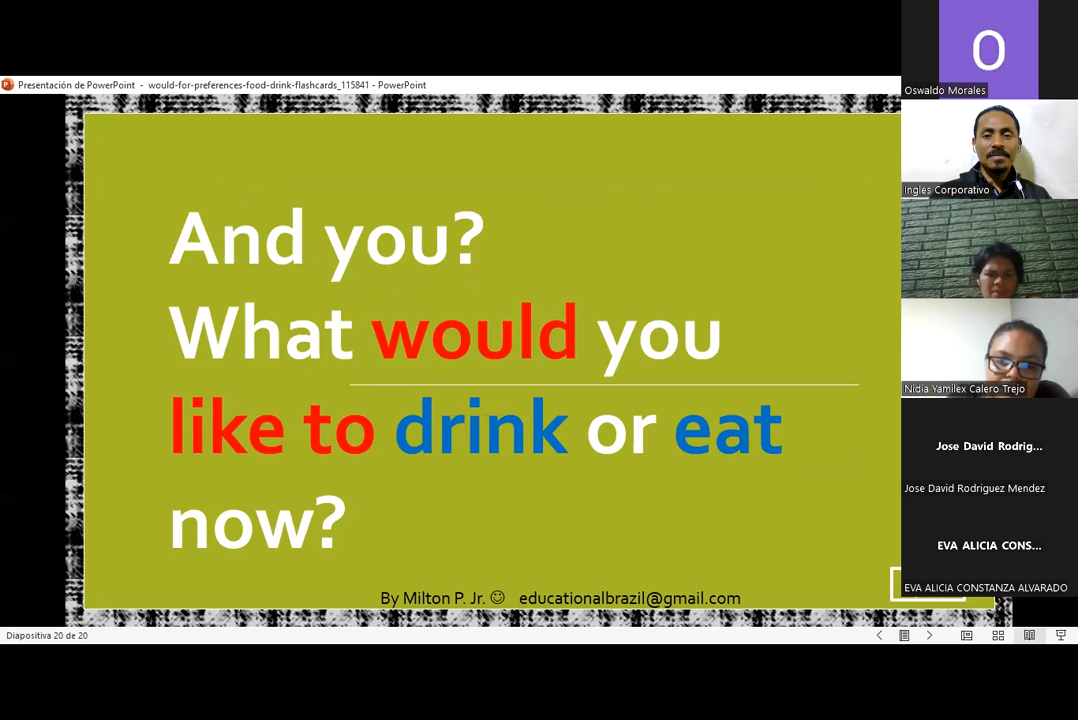 Presentación de PowerPoint - would-for-preferences-food-drink-flashcards_115841 - PowerPoint
And you?
What would you
like to drink or eat
now?
By Milton P. Jr. ☺ educationalbrazil@gmail.com
Diapositiva 20 de 20
O
Oswaldo Morales
Ingles Corporativo
Nidia Yamilex Calero Trejo
Jose David Rodrig...
Jose David Rodriguez Mendez
EVA ALICIA CONS...
EVA ALICIA CONSTANZA ALVARADO